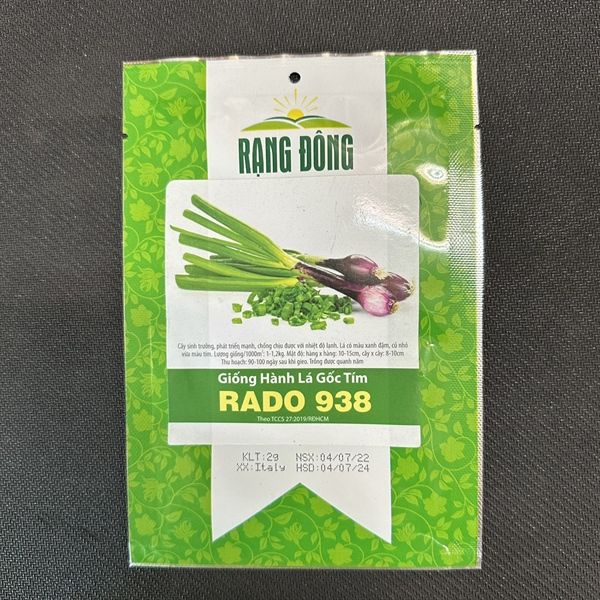 RẠNG ĐÔNG
Cây sinh trưởng, phát triển mạnh, chống chịu được với nhiệt độ lạnh. Lá có màu xanh đậm, củ nhỏ
vừa màu tím. Lượng giống/1000m²: 1-1,2kg. Mật độ: hàng x hàng: 10-15cm, cây x cây: 8-10cm
Thu hoạch: 90-100 ngày sau khi gieo. Trồng được quanh năm
Giống Hành Lá Gốc Tím
RADO 938
Theo TCCS 27:2019/RĐHCM
KLT:2g NSX:04/07/22
XX:Italy HSD:04/07/24